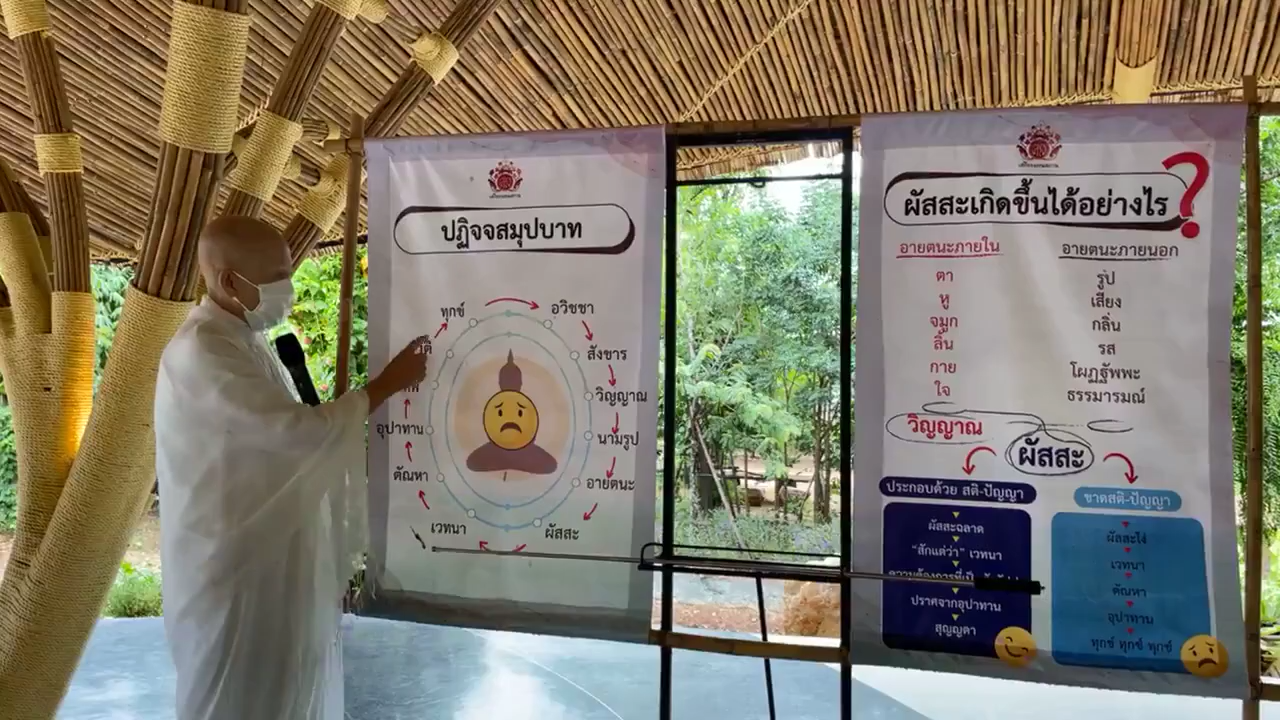 ปฏิจจสมุปบาท
ทุกข์
อวิชชา
สังขาร
วิญญาณ
นามรูป
อายตนะ
ผัสสะ
เวทนา
ตัณหา
อุปาทาน
ผัสสะเกิดขึ้นได้อย่างไร?
อายตนะภายใน
อายตนะภายนอก
ตา
รูป
หู
เสียง
จมูก
กลิ่น
ลิ้น
รส
กาย
โผฏฐัพพะ
ใจ
ธรรมารมณ์
วิญญาณ
ผัสสะ
ประกอบด้วย สติ-ปัญญา
ผัสสะฉลาด
"สักแต่ว่า" เวทนา
ปราศจากอุปาทาน
สุญญตา
ขาดสติ-ปัญญา
ผัสสะโง่
เวทนา
ตัณหา
อุปาทาน
ทุกข์ ทุกข์ ทุกข์